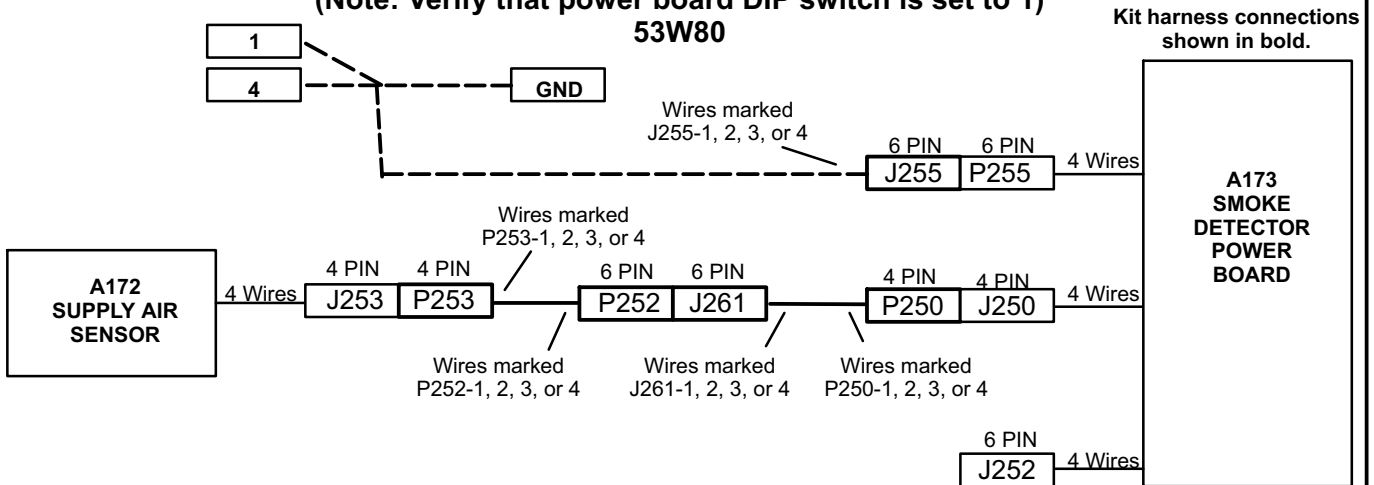 (Note: Verify that power board DIP switch is set to 1)
53W80
Kit harness connections
shown in bold.
1
4
GND
Wires marked
J255-1, 2, 3, or 4
6 PIN 6 PIN
J255 P255
4 Wires
A173
SMOKE
DETECTOR
POWER
BOARD
Wires marked
P253-1, 2, 3, or 4
A172
SUPPLY AIR
SENSOR
4 Wires
4 PIN 4 PIN
J253 P253
6 PIN 6 PIN
P252 J261
4 PIN 4 PIN
P250 J250
4 Wires
Wires marked
P252-1, 2, 3, or 4
Wires marked
J261-1, 2, 3, or 4
Wires marked
P250-1, 2, 3, or 4
6 PIN
J252
4 Wires